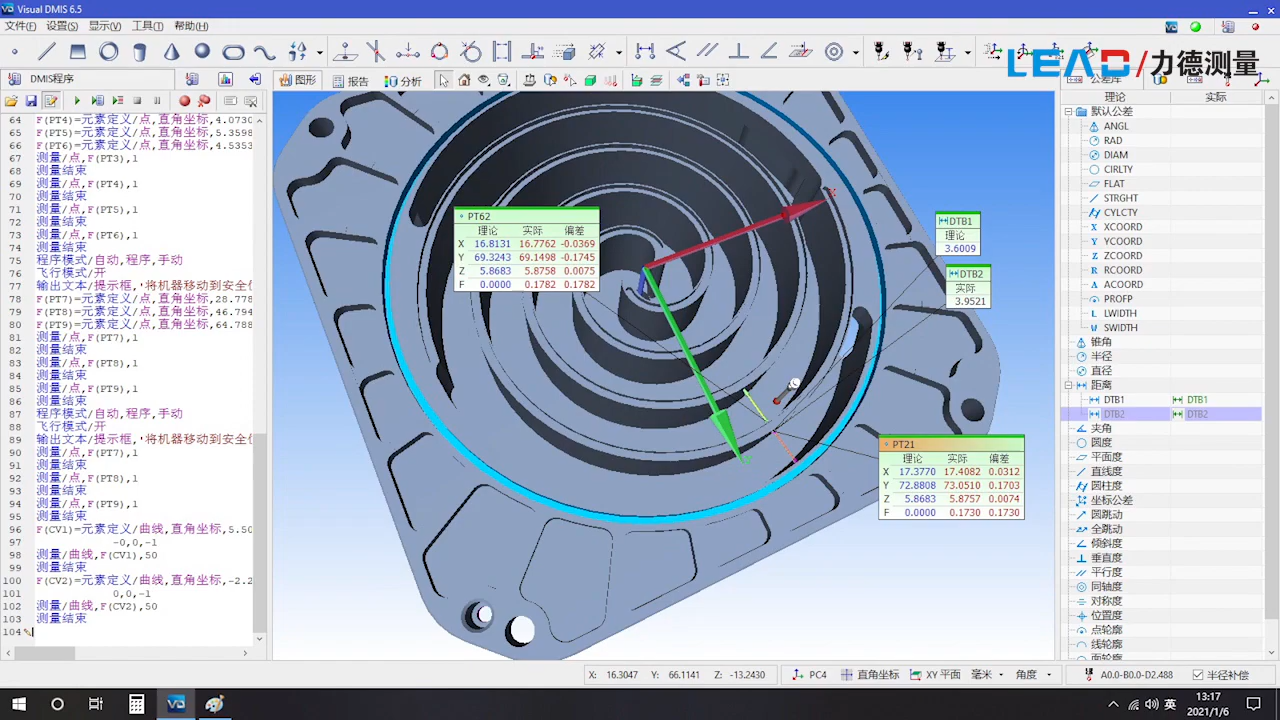 Visual DMIS 6.5
文件(F) 设置(S) 显示(V) 工具(T) 帮助(H)
LEAD/力德测量
DMIS程序
图形 报告 分析
公差库
理论 实际
64 F(PT4)=元素定义/点,直角坐标,4.0730
65 F(PT5)=元素定义/点,直角坐标,5.3598
66 F(PT6)=元素定义/点,直角坐标,4.5353
67 测量/点,F(PT3),1
68 测量结束
69 测量/点,F(PT4),1
70 测量结束
71 测量/点,F(PT5),1
72 测量结束
73 测量/点,F(PT6),1
74 测量结束
75 程序模式/自动,程序,手动
76 飞行模式/开
77 输出文本/提示框,'将机器移动到安全位
78 F(PT7)=元素定义/点,直角坐标,28.778
79 F(PT8)=元素定义/点,直角坐标,46.794
80 F(PT9)=元素定义/点,直角坐标,64.788
81 测量/点,F(PT7),1
82 测量结束
83 测量/点,F(PT8),1
84 测量结束
85 测量/点,F(PT9),1
86 测量结束
87 程序模式/自动,程序,手动
88 飞行模式/开
89 输出文本/提示框,'将机器移动到安全位
90 测量/点,F(PT7),1
91 测量结束
92 测量/点,F(PT8),1
93 测量结束
94 测量/点,F(PT9),1
95 测量结束
96 F(CV1)=元素定义/曲线,直角坐标,5.50
97 -0,0,-1
98 测量/曲线,F(CV1),50
99 测量结束
100 F(CV2)=元素定义/曲线,直角坐标,-2.2
101 0,0,-1
102 测量/曲线,F(CV2),50
103 测量结束
104
PT62
理论 实际 偏差
X 16.8131 16.7762 -0.0369
Y 69.3243 69.1498 -0.1745
Z 5.8683 5.8758 0.0075
F 0.0000 0.1782 0.1782
DTB1
理论
3.6009
DTB2
实际
3.9521
PT21
理论 实际 偏差
X 17.3770 17.4082 0.0312
Y 72.8808 73.0510 0.1703
Z 5.8683 5.8757 0.0074
F 0.0000 0.1730 0.1730
默认公差
ANGL
RAD
DIAM
CIRLTY
FLAT
STRGHT
CYLCTY
X XCOORD
Y YCOORD
Z ZCOORD
R RCOORD
A ACOORD
PROFP
L LWIDTH
W SWIDTH
锥角
半径
直径
距离
DTB1 DTB1
DTB2 DTB2
夹角
圆度
平面度
直线度
圆柱度
坐标公差
圆跳动
全跳动
倾斜度
垂直度
平行度
同轴度
对称度
位置度
点轮廓
线轮廓
面轮廓
X: 16.3047 Y: 66.1141 Z: -13.2430 PC4 直角坐标 XY 平面 毫米 角度 A0.0-B0.0-D2.488 半径补偿
英 13:17
2021/1/6